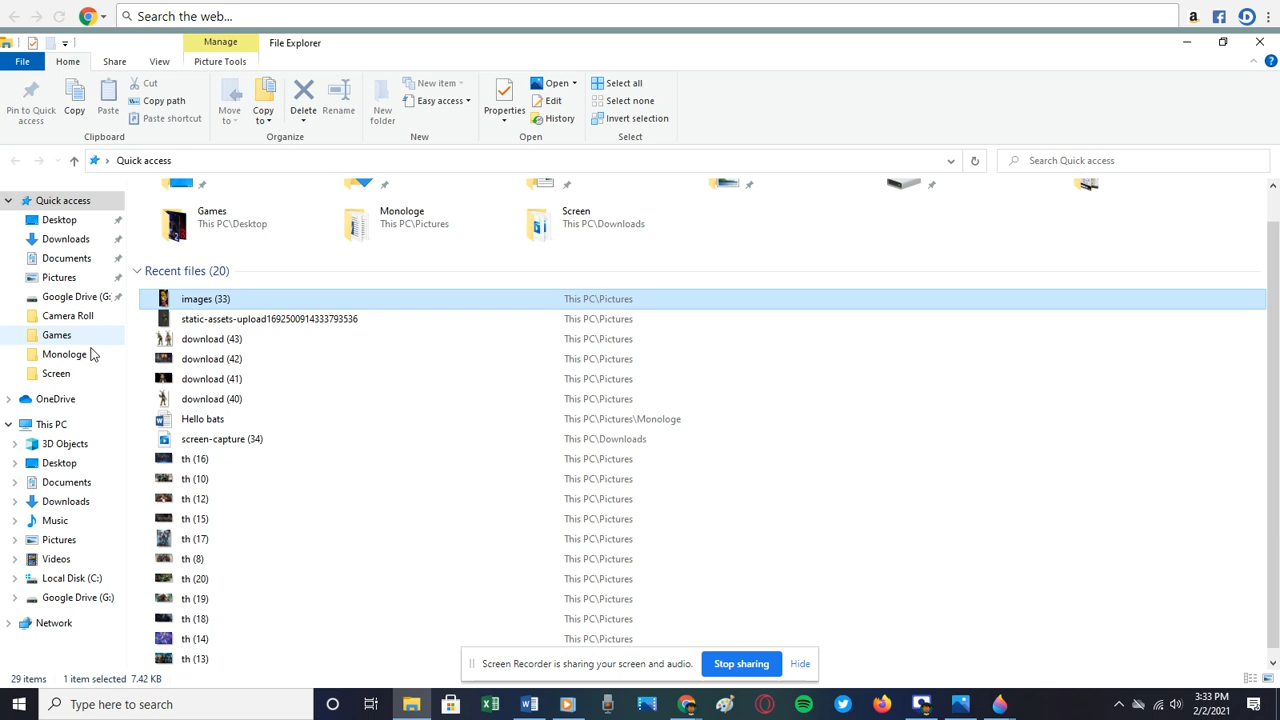 Search the web...
Manage
File Explorer
File
Home
Share
View
Picture Tools
Pin to Quick access
Copy
Paste
Cut
Copy path
Paste shortcut
Clipboard
Move to
Copy to
Delete
Rename
Organize
New folder
New item
Easy access
New
Properties
Open
Edit
History
Open
Select all
Select none
Invert selection
Select
Quick access
Search Quick access
Quick access
Desktop
Downloads
Documents
Pictures
Google Drive (G:
Camera Roll
Games
Monologe
Screen
OneDrive
This PC
3D Objects
Desktop
Documents
Downloads
Music
Pictures
Videos
Local Disk (C:)
Google Drive (G:)
Network
Games
This PC\Desktop
Monologe
This PC\Pictures
Screen
This PC\Downloads
Recent files (20)
images (33) This PC\Pictures
static-assets-upload1692500914333793536 This PC\Pictures
download (43) This PC\Pictures
download (42) This PC\Pictures
download (41) This PC\Pictures
download (40) This PC\Pictures
Hello bats This PC\Pictures\Monologe
screen-capture (34) This PC\Downloads
th (16) This PC\Pictures
th (10) This PC\Pictures
th (12) This PC\Pictures
th (15) This PC\Pictures
th (17) This PC\Pictures
th (8) This PC\Pictures
th (20) This PC\Pictures
th (19) This PC\Pictures
th (18) This PC\Pictures
th (14) This PC\Pictures
th (13) This PC\Pictures
Screen Recorder is sharing your screen and audio. Stop sharing Hide
29 items 1 item selected 7.42 KB
Type here to search
3:33 PM
2/2/2021